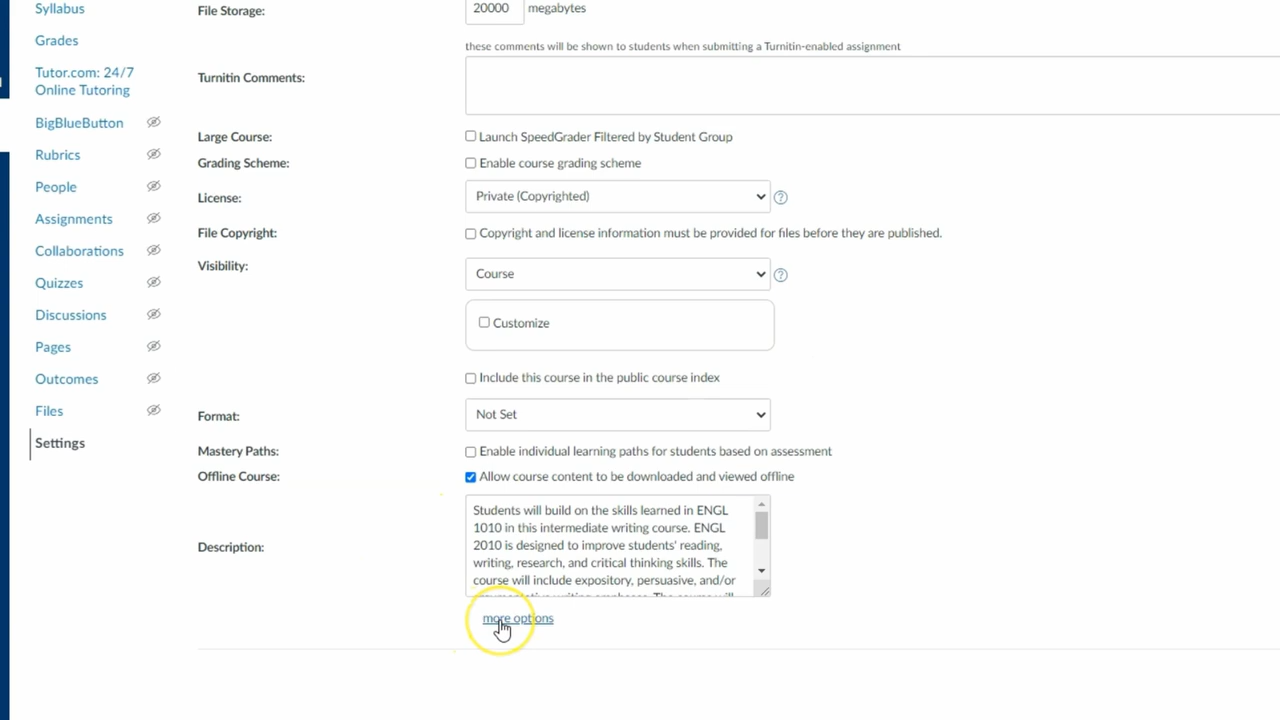 Syllabus
Grades
Tutor.com: 24/7
Online Tutoring
BigBlueButton
Rubrics
People
Assignments
Collaborations
Quizzes
Discussions
Pages
Outcomes
Files
Settings
File Storage: 20000 megabytes
these comments will be shown to students when submitting a Turnitin-enabled assignment
Turnitin Comments:
Large Course: Launch SpeedGrader Filtered by Student Group
Grading Scheme: Enable course grading scheme
License: Private (Copyrighted)
File Copyright: Copyright and license information must be provided for files before they are published.
Visibility: Course
Customize
Include this course in the public course index
Format: Not Set
Mastery Paths: Enable individual learning paths for students based on assessment
Offline Course: Allow course content to be downloaded and viewed offline
Description:
Students will build on the skills learned in ENGL
1010 in this intermediate writing course. ENGL
2010 is designed to improve students' reading,
writing, research, and critical thinking skills. The
course will include expository, persuasive, and/or
more options